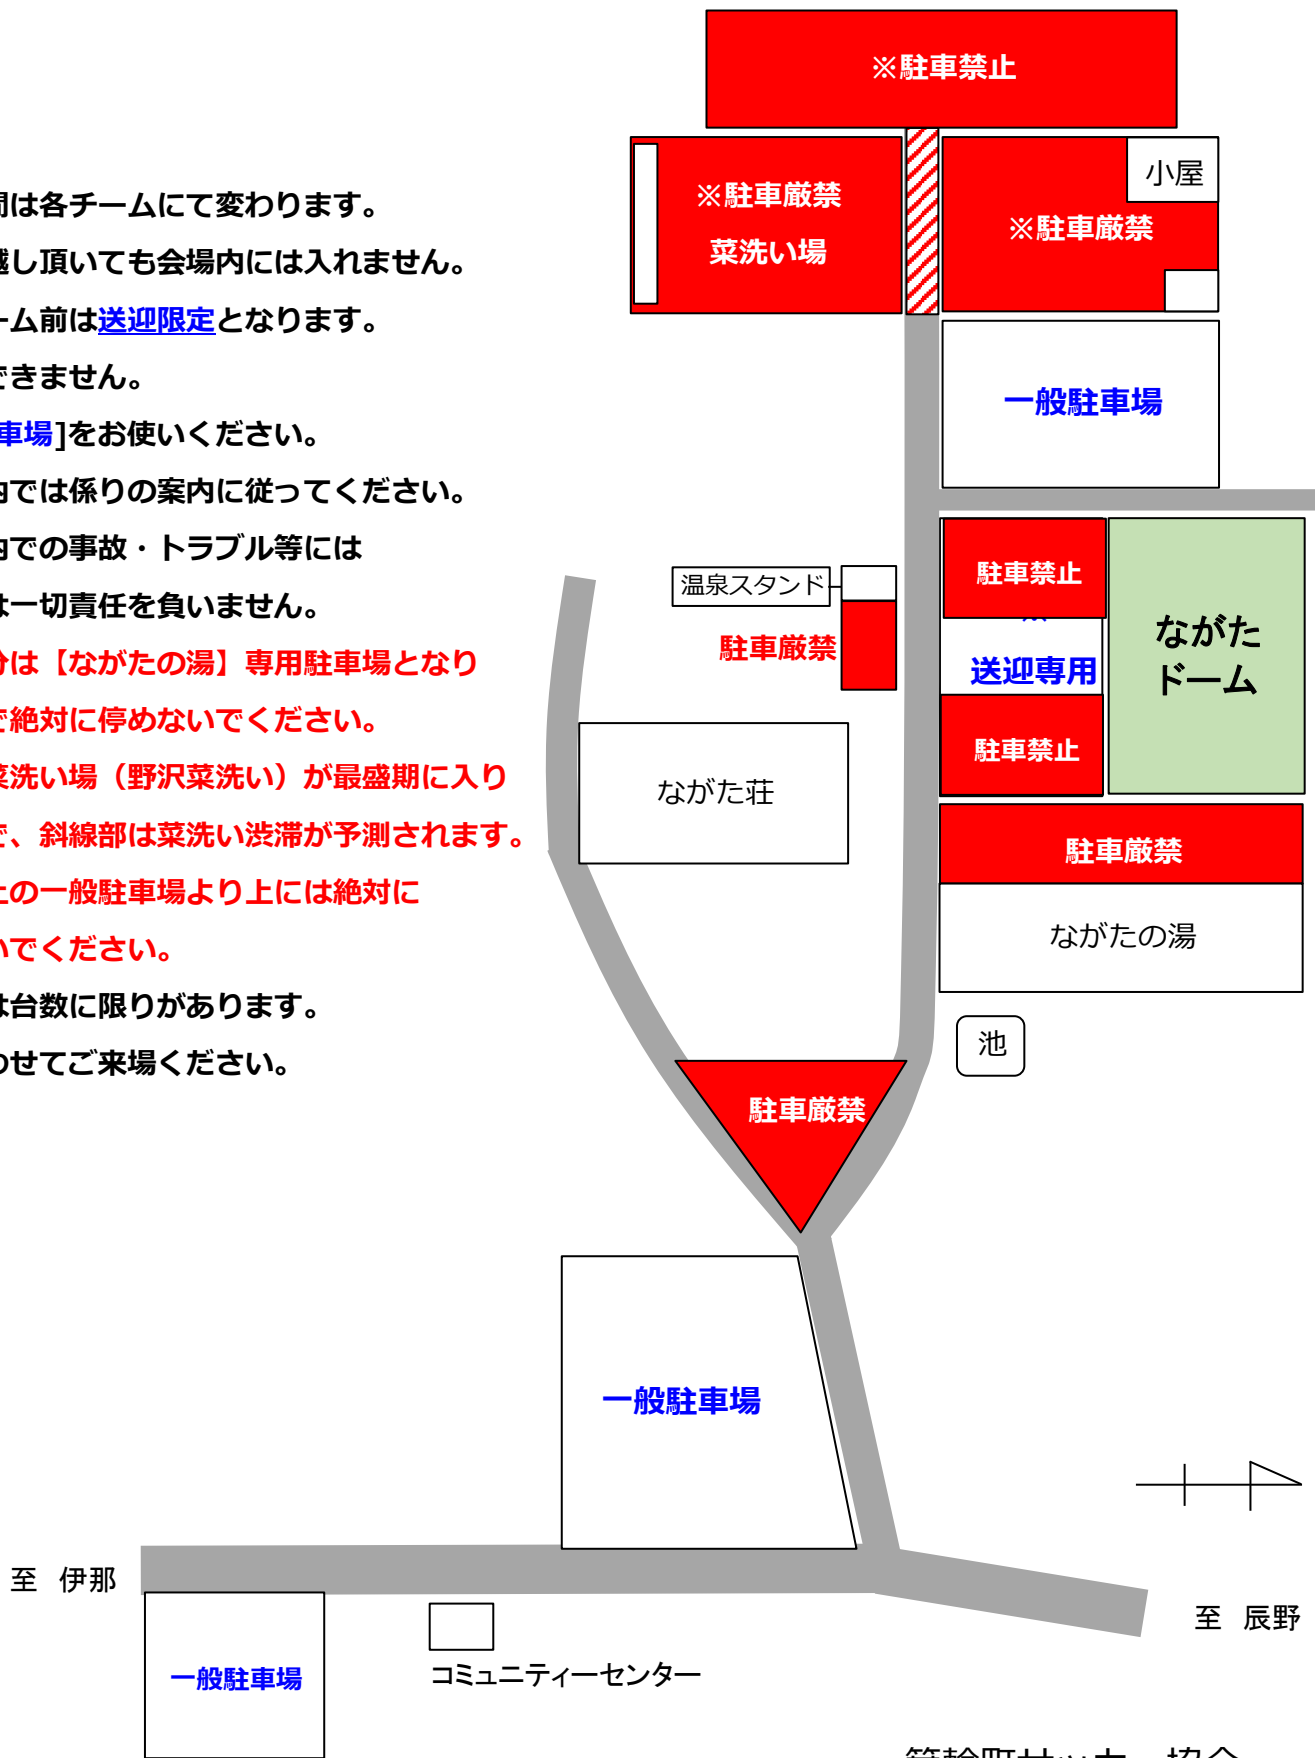 間は各チームにて変わります。
越し頂いても会場内には入れません。
ーム前は送迎限定となります。
できません。
車場]をお使いください。
内では係りの案内に従ってください。
内での事故・トラブル等には
は一切責任を負いません。
分は【ながたの湯】専用駐車場となり
で絶対に停めないでください。
菜洗い場（野沢菜洗い）が最盛期に入り
で、斜線部は菜洗い渋滞が予測されます。
上の一般駐車場より上には絶対に
いでください。
は台数に限りがあります。
わせてご来場ください。
※駐車禁止
※駐車厳禁
菜洗い場
小屋
※駐車厳禁
一般駐車場
温泉スタンド
駐車厳禁
駐車禁止
送迎専用
駐車禁止
ながた
ドーム
ながた荘
駐車厳禁
ながたの湯
池
駐車厳禁
一般駐車場
至 伊那
至 辰野
一般駐車場
コミュニティーセンター
箕輪町サッカー協会